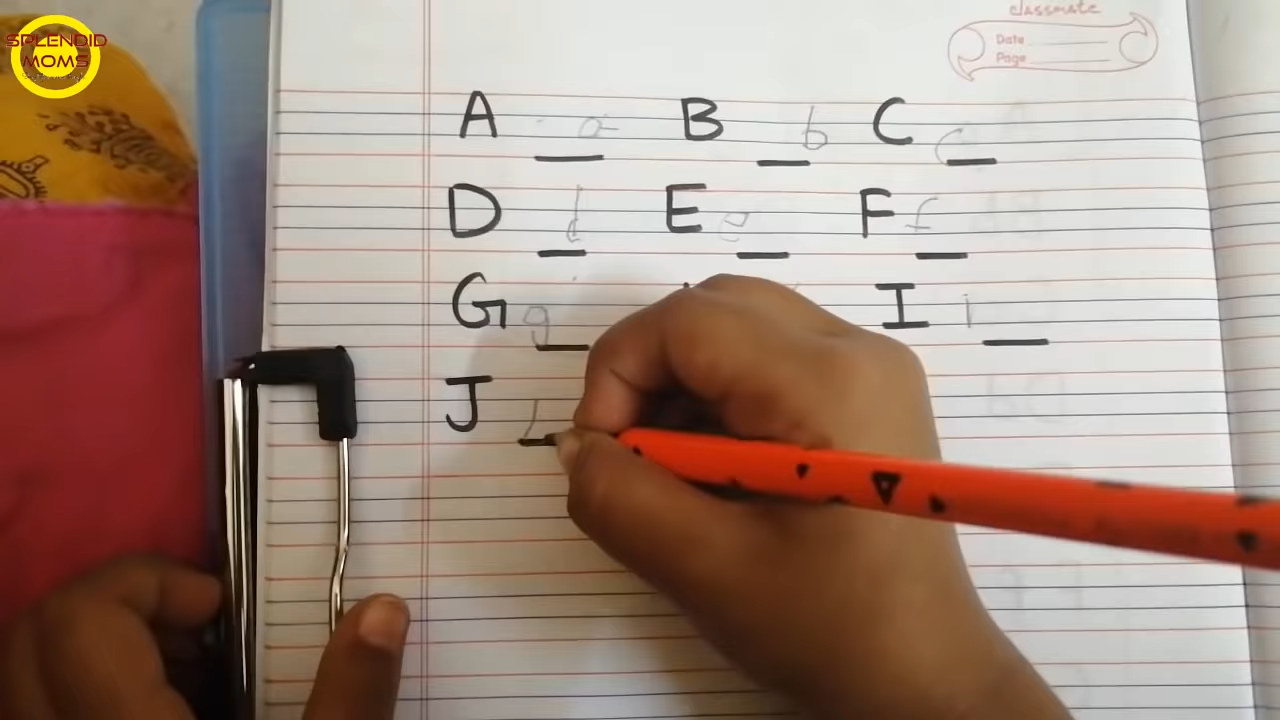 SPLENDID
MOMS
classmate
Date
Page
A a B b C c
D d E e F f
G g I i
J